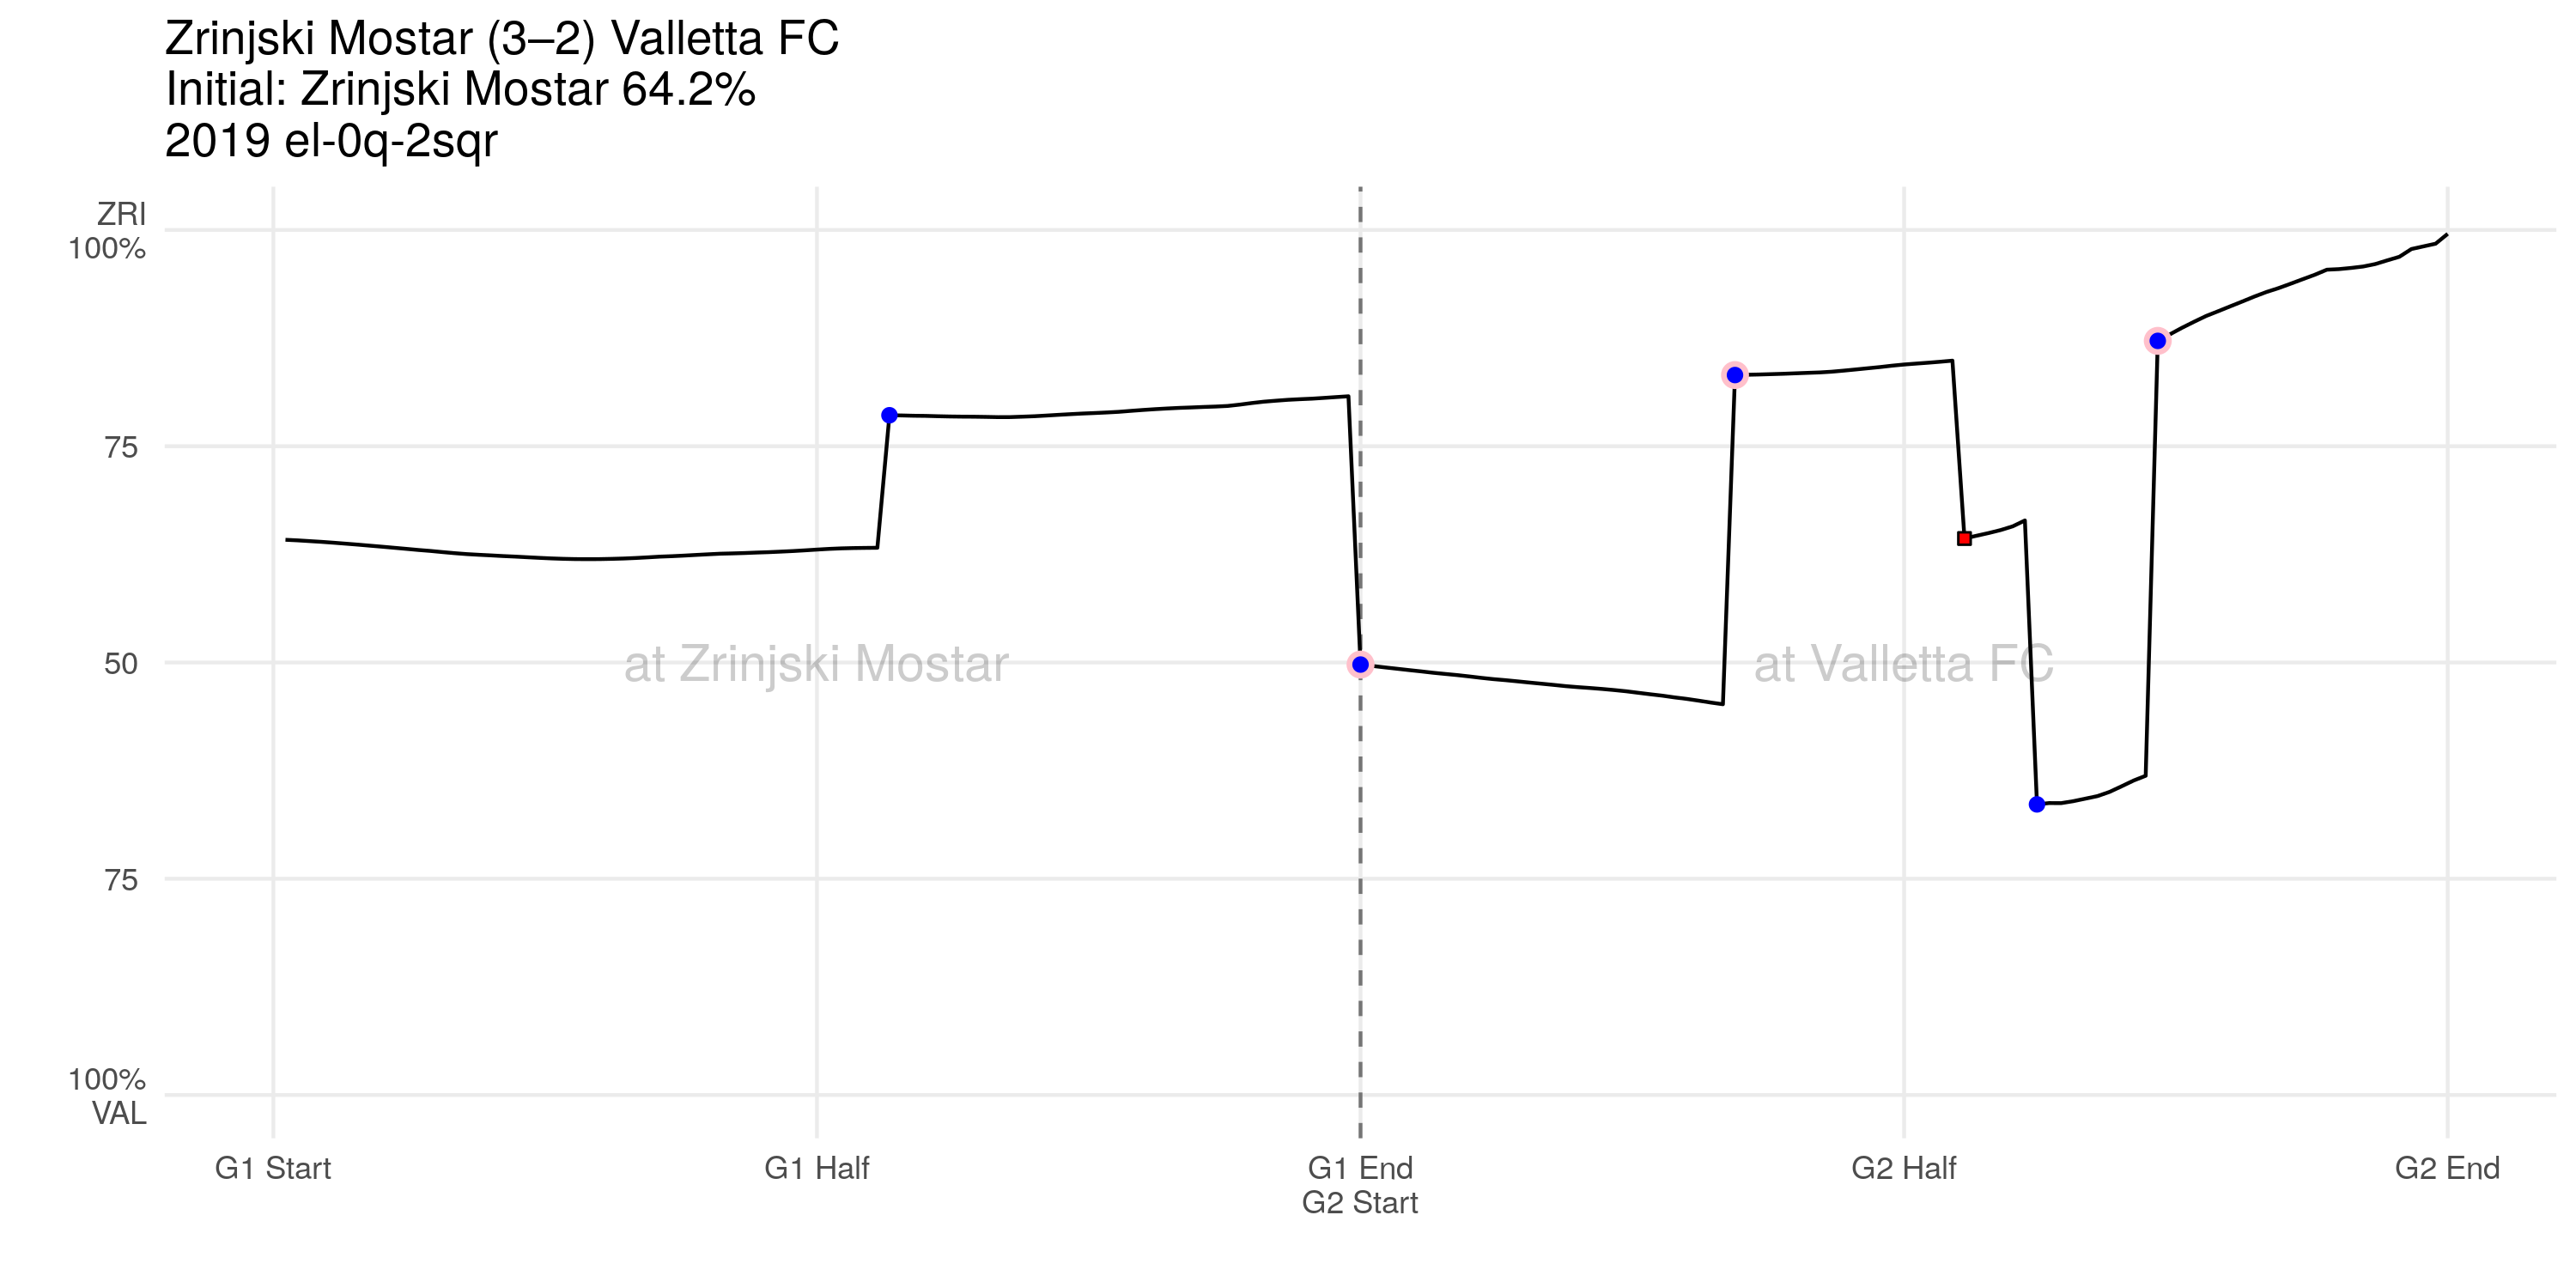 Zrinjski Mostar (3–2) Valletta FC
Initial: Zrinjski Mostar 64.2%
2019 el-0q-2sqr
ZRI
100%
75
50
75
100%
VAL
at Zrinjski Mostar
at Valletta FC
G1 Start
G1 Half
G1 End
G2 Start
G2 Half
G2 End